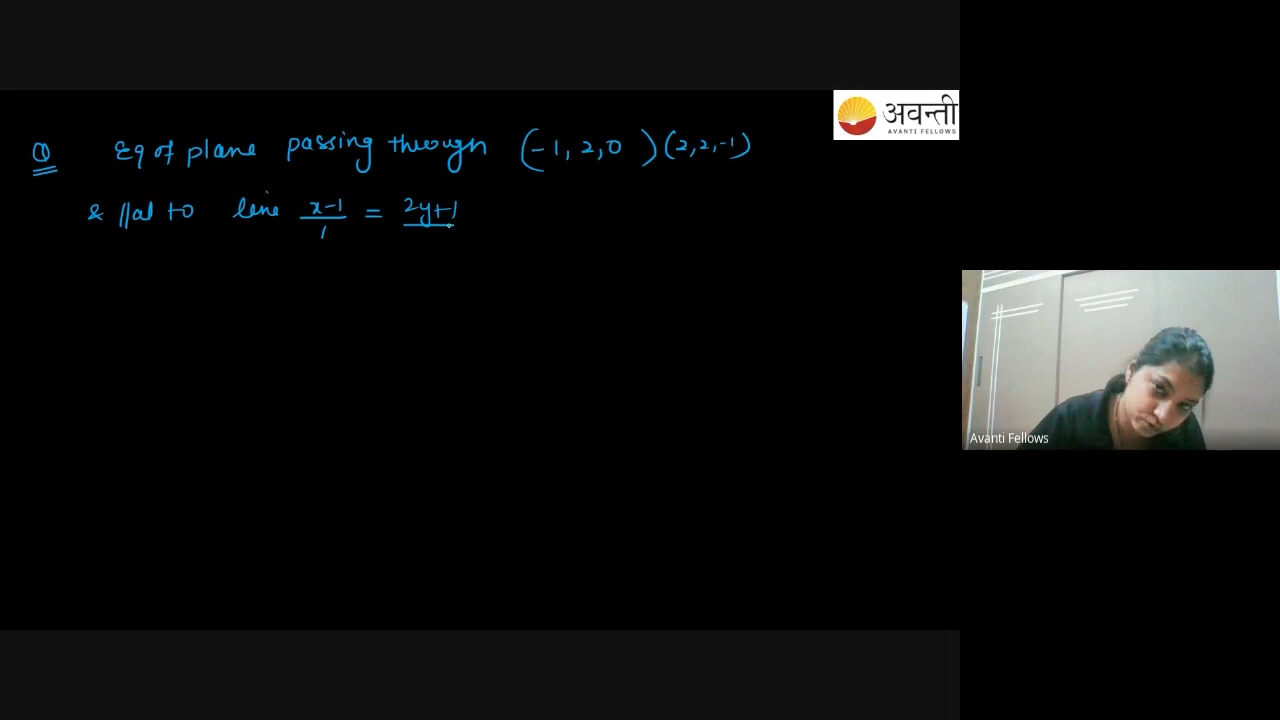 अवन्ती
AVANTI FELLOWS
Q Eq of plane passing through (-1, 2, 0) (2, 2, -1)
& ||al to line x-1/1 = 2y+1
Avanti Fellows